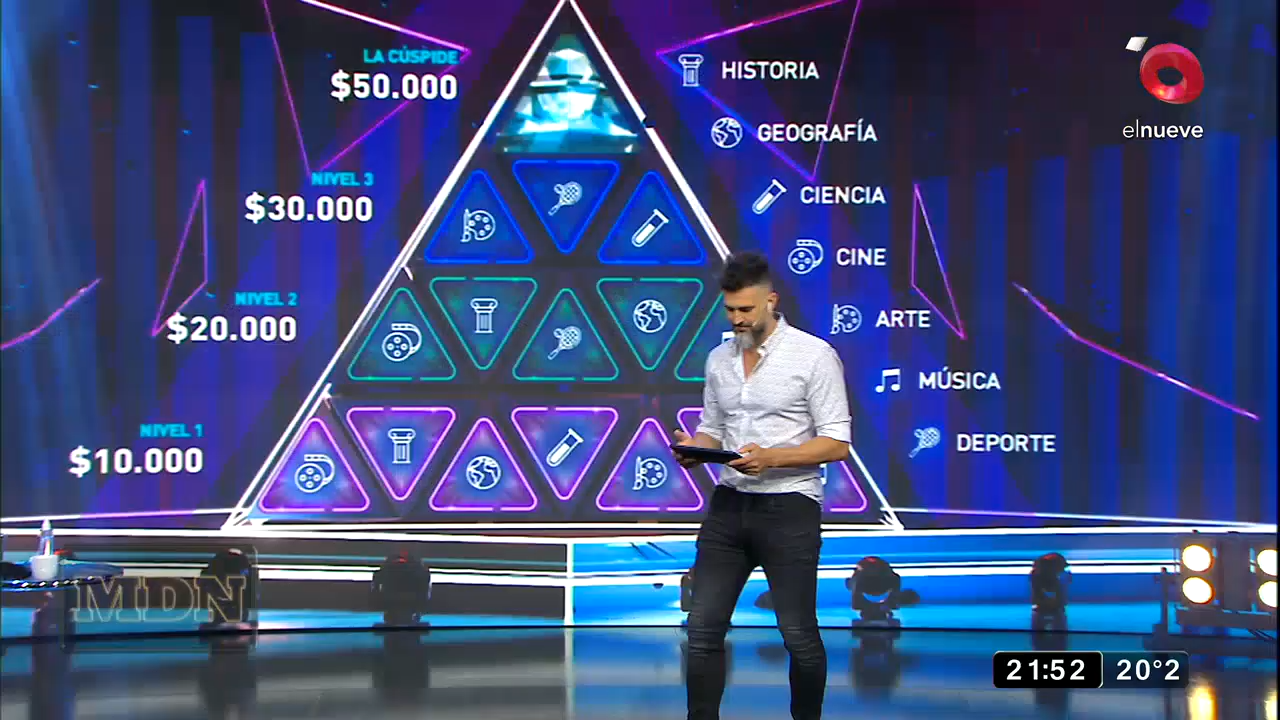 LA CÚSPIDE
$50.000
NIVEL 3
$30.000
NIVEL 2
$20.000
NIVEL 1
$10.000
HISTORIA
GEOGRAFÍA
CIENCIA
CINE
ARTE
MÚSICA
DEPORTE
elnueve
MDN
21:52 20°2